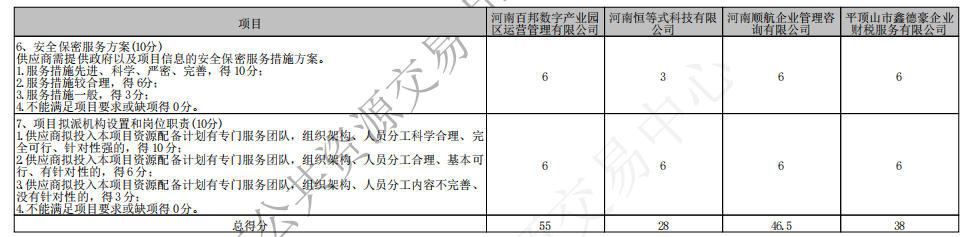 项目 河南百邦数字产业园区运营管理有限公司 河南恒等式科技有限公司 河南顺航企业管理咨询有限公司 平顶山市鑫德豪企业财税服务有限公司
6、安全保密服务方案(10分)
供应商需提供政府以及项目信息的安全保密服务措施方案。
1.服务措施先进、科学、严密、完善，得 10分；
2.服务措施较合理，得 6分；
3.服务措施一般，得 3 分；
4.不能满足项目要求或缺项得 0 分。
6 3 6 6
7、项目拟派机构设置和岗位职责(10分)
1.供应商拟投入本项目资源配备计划有专门服务团队，组织架构、人员分工科学合理、完
全可行、针对性强的，得 10 分；
2.供应商拟投入本项目资源配备计划有专门服务团队，组织架构、人员分工合理、基本可
行、有针对性的，得 6 分；
3.供应商拟投入本项目资源配备计划有专门服务团队，组织架构、人员分工内容不完善、
没有针对性的，得 3 分；
4.不能满足项目要求或缺项得 0 分。
6 6 6 6
总得分 55 28 46.5 38
公共资源交易中心
源交易中心